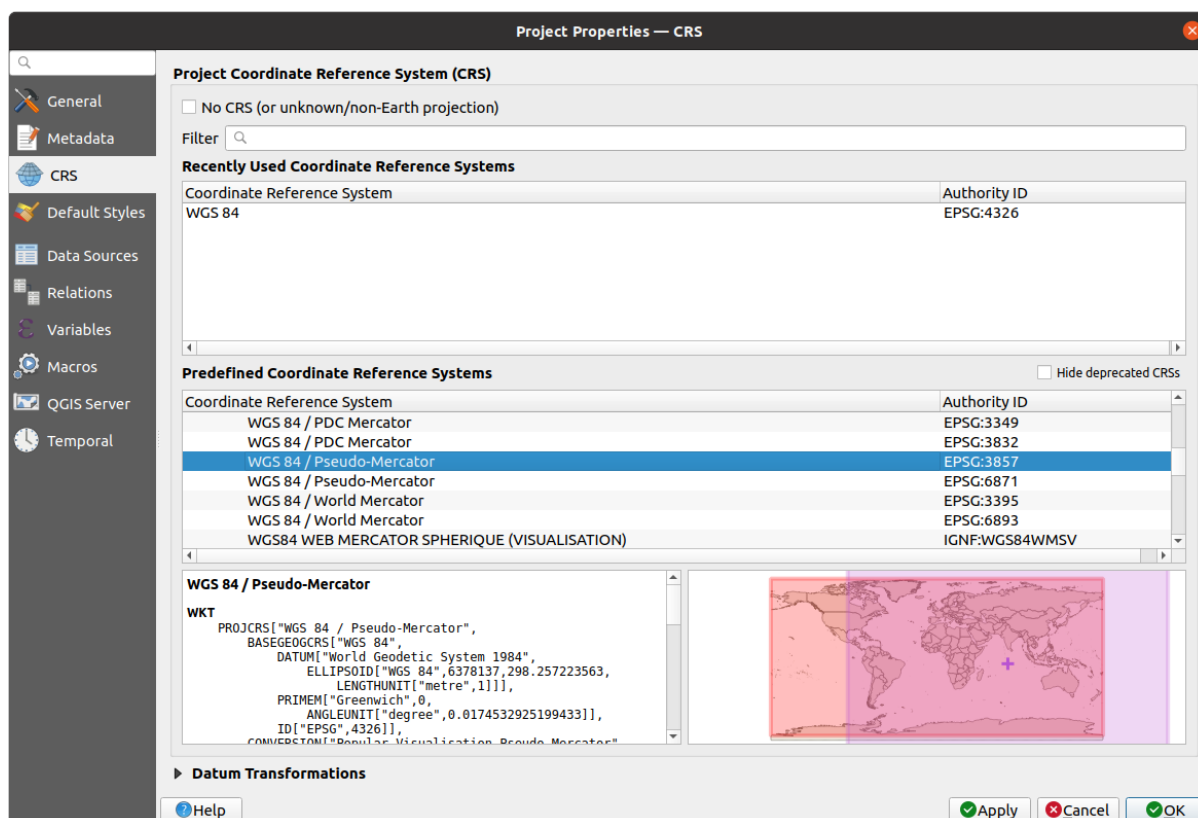 Project Properties — CRS
General
Metadata
CRS
Default Styles
Data Sources
Relations
Variables
Macros
QGIS Server
Temporal
Project Coordinate Reference System (CRS)
No CRS (or unknown/non-Earth projection)
Filter
Recently Used Coordinate Reference Systems
Coordinate Reference System Authority ID
WGS 84 EPSG:4326
Predefined Coordinate Reference Systems Hide deprecated CRSs
Coordinate Reference System Authority ID
WGS 84 / PDC Mercator EPSG:3349
WGS 84 / PDC Mercator EPSG:3832
WGS 84 / Pseudo-Mercator EPSG:3857
WGS 84 / Pseudo-Mercator EPSG:6871
WGS 84 / World Mercator EPSG:3395
WGS 84 / World Mercator EPSG:6893
WGS84 WEB MERCATOR SPHERIQUE (VISUALISATION) IGNF:WGS84WMSV
WGS 84 / Pseudo-Mercator
WKT
PROJCRS["WGS 84 / Pseudo-Mercator",
BASEGEOGCRS["WGS 84",
DATUM["World Geodetic System 1984",
ELLIPSOID["WGS 84",6378137,298.257223563,
LENGTHUNIT["metre",1]]],
PRIMEM["Greenwich",0,
ANGLEUNIT["degree",0.0174532925199433]],
ID["EPSG",4326]],
CONVERSION["Popular Visualisation Pseudo-Mercator"
Datum Transformations
Help Apply Cancel OK